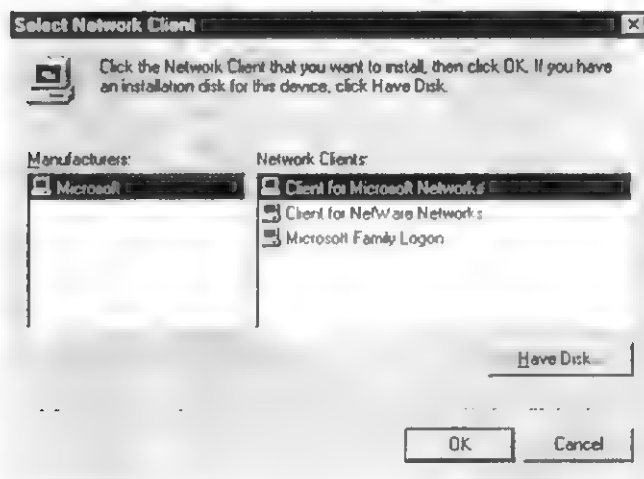 Select Network Client
Click the Network Client that you want to install, then click OK. If you have
an installation disk for this device, click Have Disk.
Manufacturers:
Network Clients:
Microsoft
Client for Microsoft Networks
Client for NetWare Networks
Microsoft Family Logon
Have Disk...
OK
Cancel